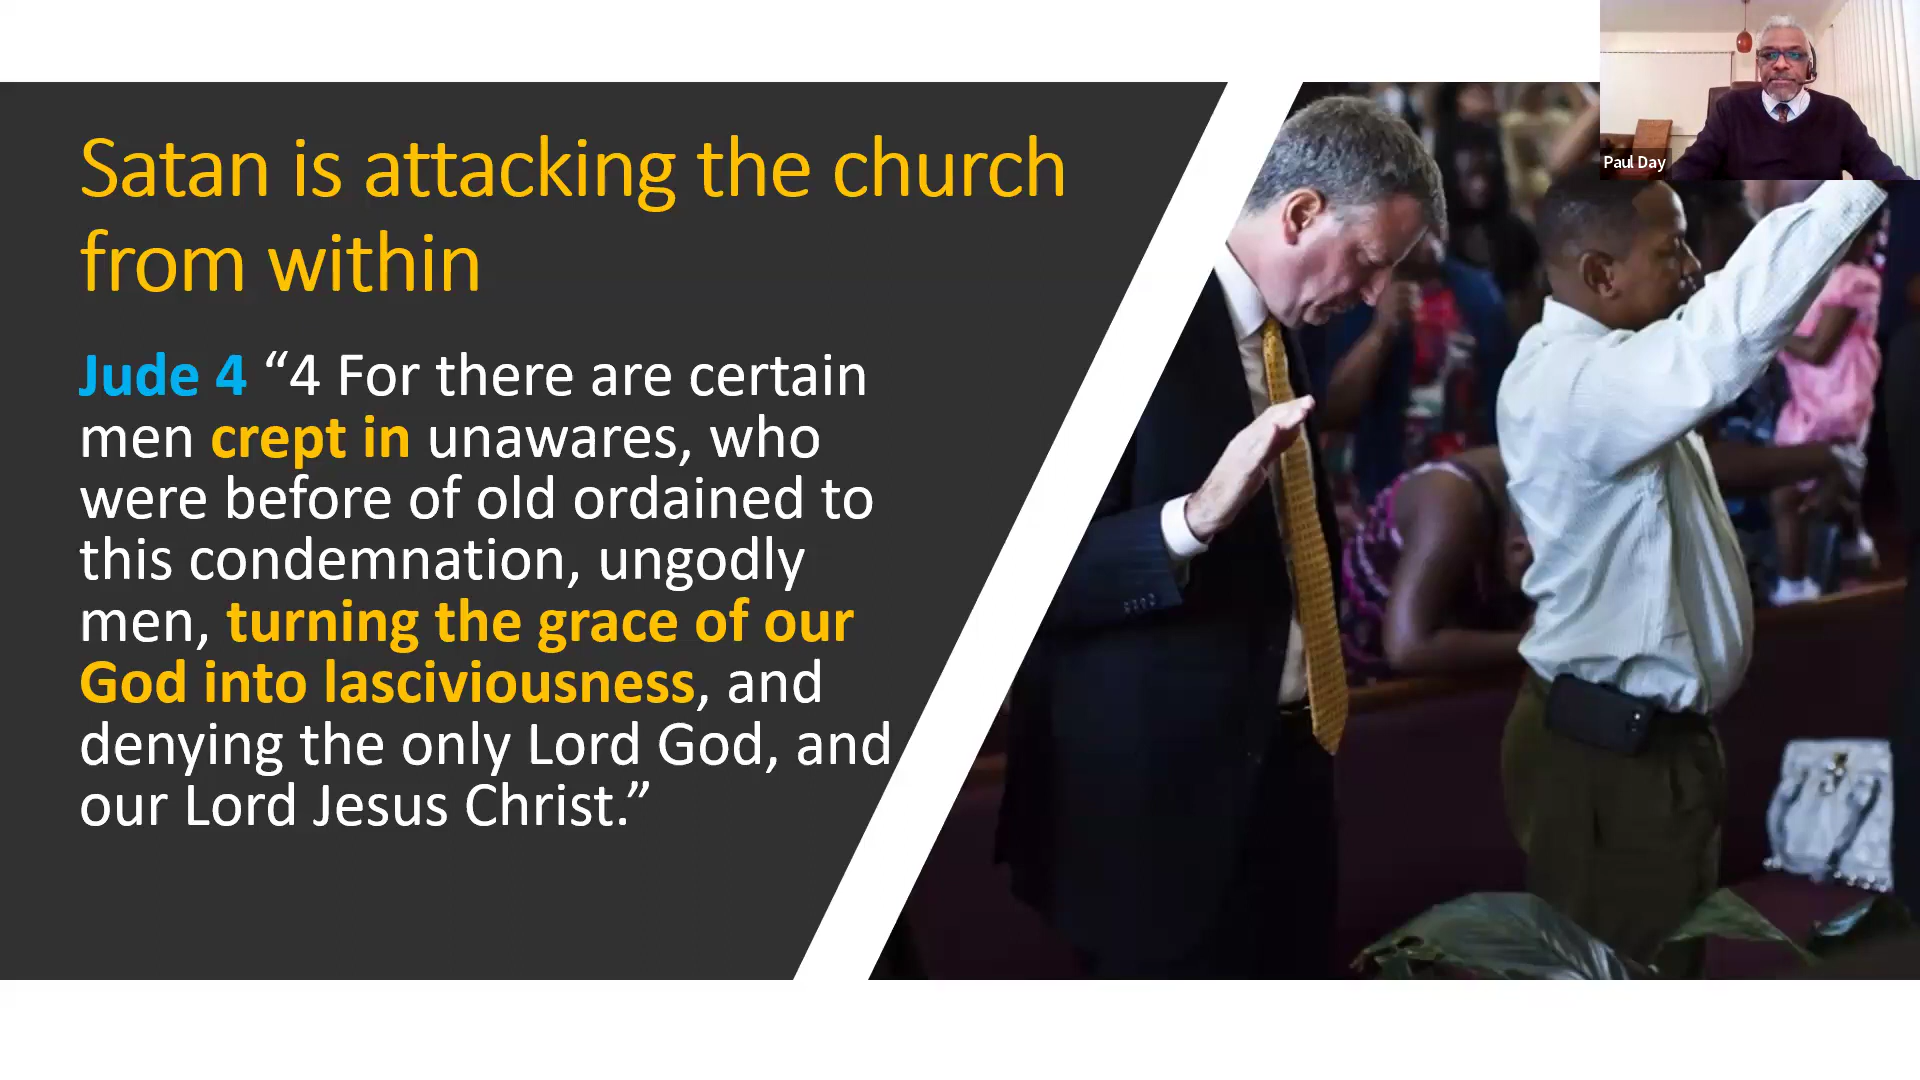 Satan is attacking the church
from within
Jude 4 “4 For there are certain
men crept in unawares, who
were before of old ordained to
this condemnation, ungodly
men, turning the grace of our
God into lasciviousness, and
denying the only Lord God, and
our Lord Jesus Christ.”
Paul Day